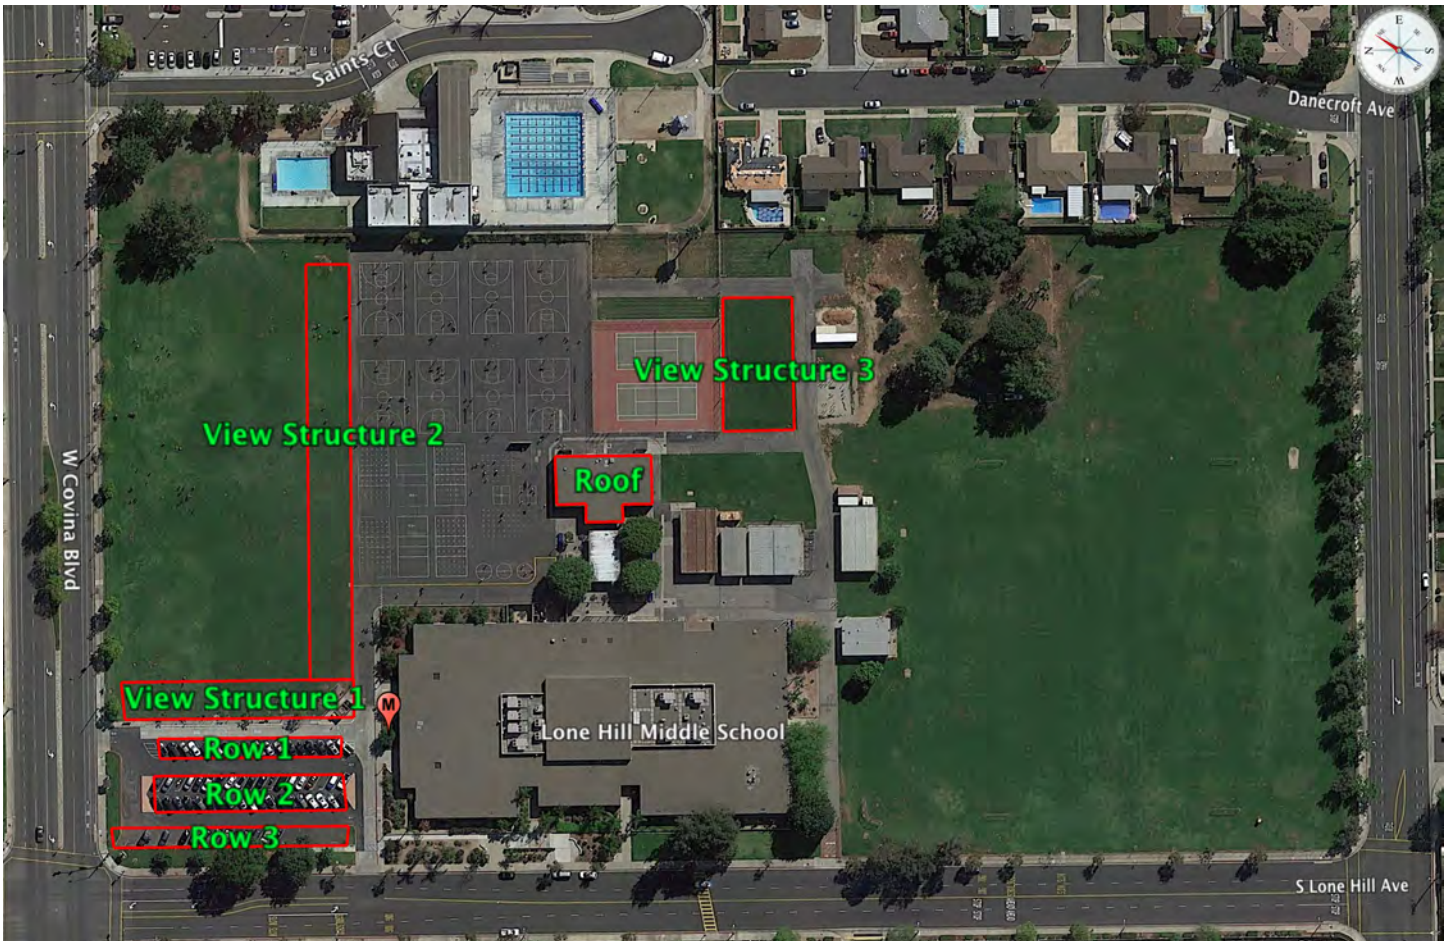 E
Saints Ct
N
S
W
Danecroft Ave
View Structure 3
View Structure 2
Roof
W Covina Blvd
View Structure 1
M
Lone Hill Middle School
Row 1
Row 2
Row 3
S Lone Hill Ave